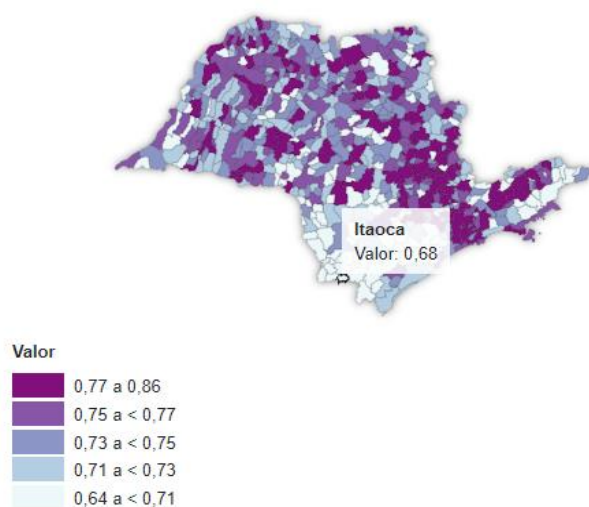 Itaoca
Valor: 0,68
Valor
0,77 a 0,86
0,75 a < 0,77
0,73 a < 0,75
0,71 a < 0,73
0,64 a < 0,71